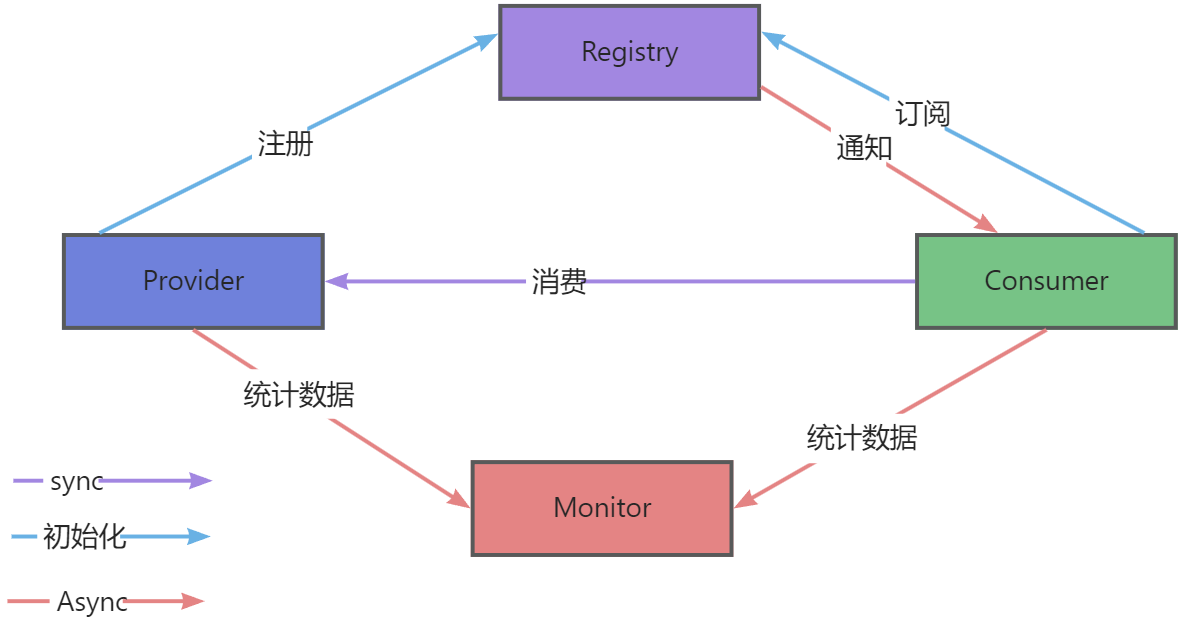 Registry
订阅
注册
通知
Provider
消费
Consumer
统计数据
统计数据
sync
Monitor
初始化
Async